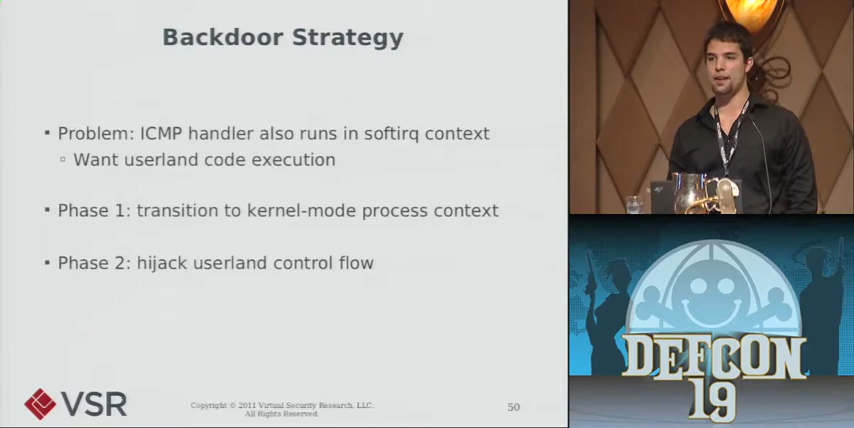 Backdoor Strategy
▪ Problem: ICMP handler also runs in softirq context
▫ Want userland code execution
▪ Phase 1: transition to kernel-mode process context
▪ Phase 2: hijack userland control flow
VSR
Copyright © 2011 Virtual Security Research, LLC.
All Rights Reserved.
50
DEFCON
19